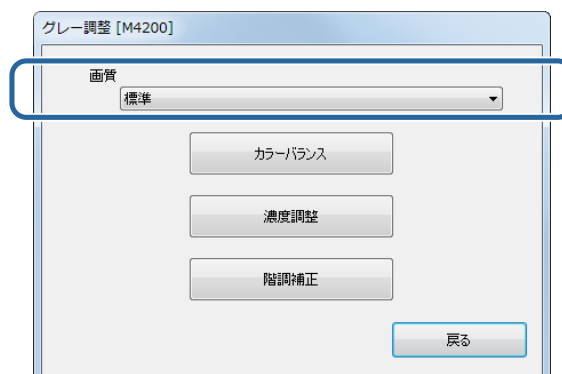 グレー調整 [M4200]
画質
標準
カラーバランス
濃度調整
階調補正
戻る